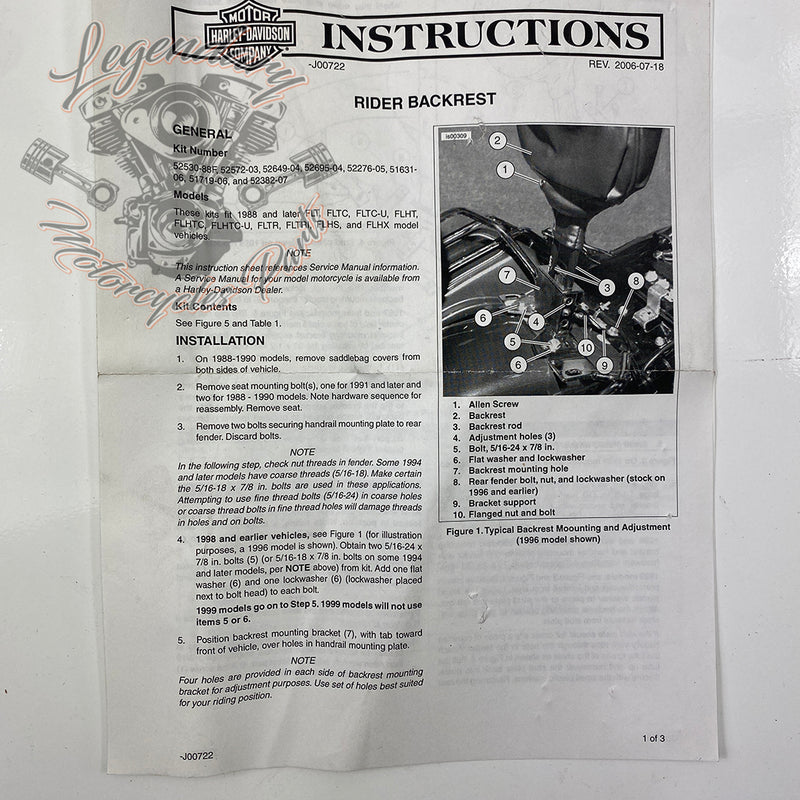 MOTOR
HARLEY-DAVIDSON
COMPANY
INSTRUCTIONS
-J00722
REV. 2006-07-18
Legendary
Motorcycles Parts
RIDER BACKREST
GENERAL
Kit Number
52530-88F, 52572-03, 52649-04, 52695-04, 52276-05, 51631-
06, 51719-06, and 52382-07
Models
These kits fit 1988 and later FLT, FLTC, FLTC-U, FLHT,
FLHTC, FLHTC-U, FLTR, FLTRI, FLHS, and FLHX model
vehicles.
NOTE
This instruction sheet references Service Manual information.
A Service Manual for your model motorcycle is available from
a Harley-Davidson Dealer.
Kit Contents
See Figure 5 and Table 1.
INSTALLATION
1. On 1988-1990 models, remove saddlebag covers from
both sides of vehicle.
2. Remove seat mounting bolt(s), one for 1991 and later and
two for 1988 - 1990 models. Note hardware sequence for
reassembly. Remove seat.
3. Remove two bolts securing handrail mounting plate to rear
fender. Discard bolts.
NOTE
In the following step, check nut threads in fender. Some 1994
and later models have coarse threads (5/16-18). Make certain
the 5/16-18 x 7/8 in. bolts are used in these applications.
Attempting to use fine thread bolts (5/16-24) in coarse holes
or coarse thread bolts in fine thread holes will damage threads
in holes and on bolts.
4. 1998 and earlier vehicles, see Figure 1 (for illustration
purposes, a 1996 model is shown). Obtain two 5/16-24 x
7/8 in. bolts (5) (or 5/16-18 x 7/8 in. bolts on some 1994
and later models, per NOTE above) from kit. Add one flat
washer (6) and one lockwasher (6) (lockwasher placed
next to bolt head) to each bolt.
1999 models go on to Step 5. 1999 models will not use
items 5 or 6.
5. Position backrest mounting bracket (7), with tab toward
front of vehicle, over holes in handrail mounting plate.
NOTE
Four holes are provided in each side of backrest mounting
bracket for adjustment purposes. Use set of holes best suited
for your riding position.
is00309
2
1
3
7
8
6
4
5
10
6
9
1. Allen Screw
2. Backrest
3. Backrest rod
4. Adjustment holes (3)
5. Bolt, 5/16-24 x 7/8 in.
6. Flat washer and lockwasher
7. Backrest mounting hole
8. Rear fender bolt, nut, and lockwasher (stock on
1996 and earlier)
9. Bracket support
10. Flanged nut and bolt
Figure 1. Typical Backrest Moounting and Adjustment
(1996 model shown)
-J00722
1 of 3